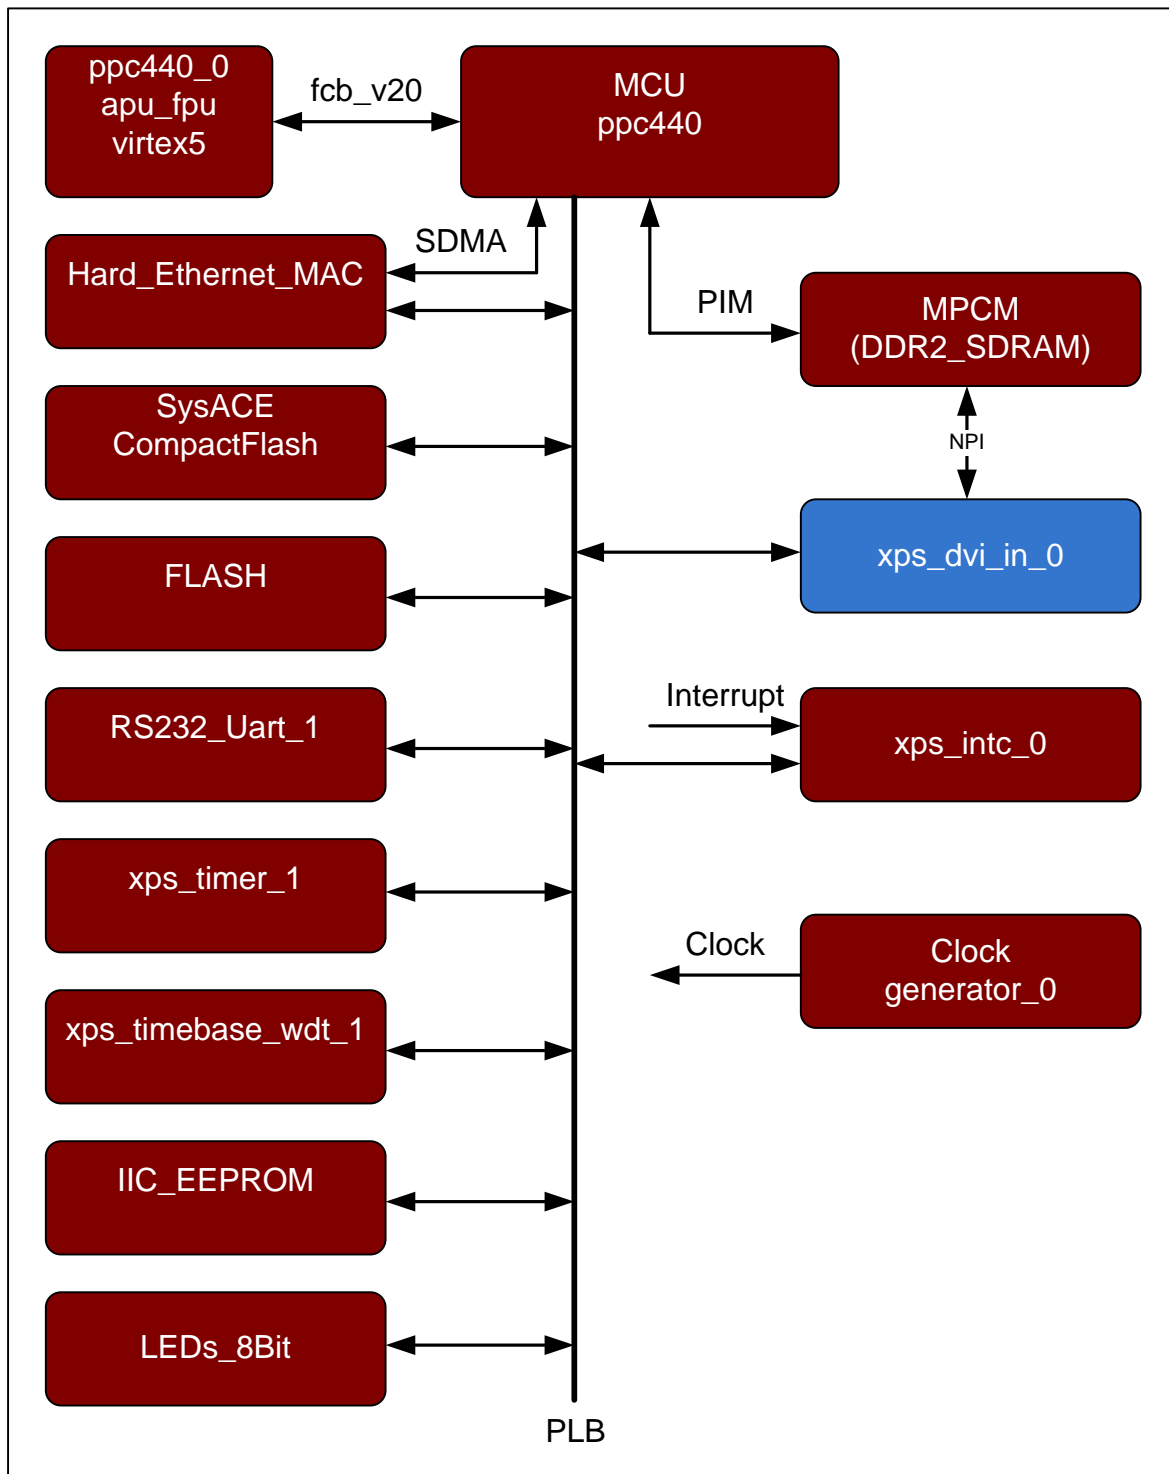 ppc440_0
apu_fpu
virtex5
fcb_v20
MCU
ppc440
SDMA
Hard_Ethernet_MAC
PIM
MPCM
(DDR2_SDRAM)
SysACE
CompactFlash
NPI
FLASH
xps_dvi_in_0
RS232_Uart_1
Interrupt
xps_intc_0
xps_timer_1
Clock
Clock
generator_0
xps_timebase_wdt_1
IIC_EEPROM
LEDs_8Bit
PLB